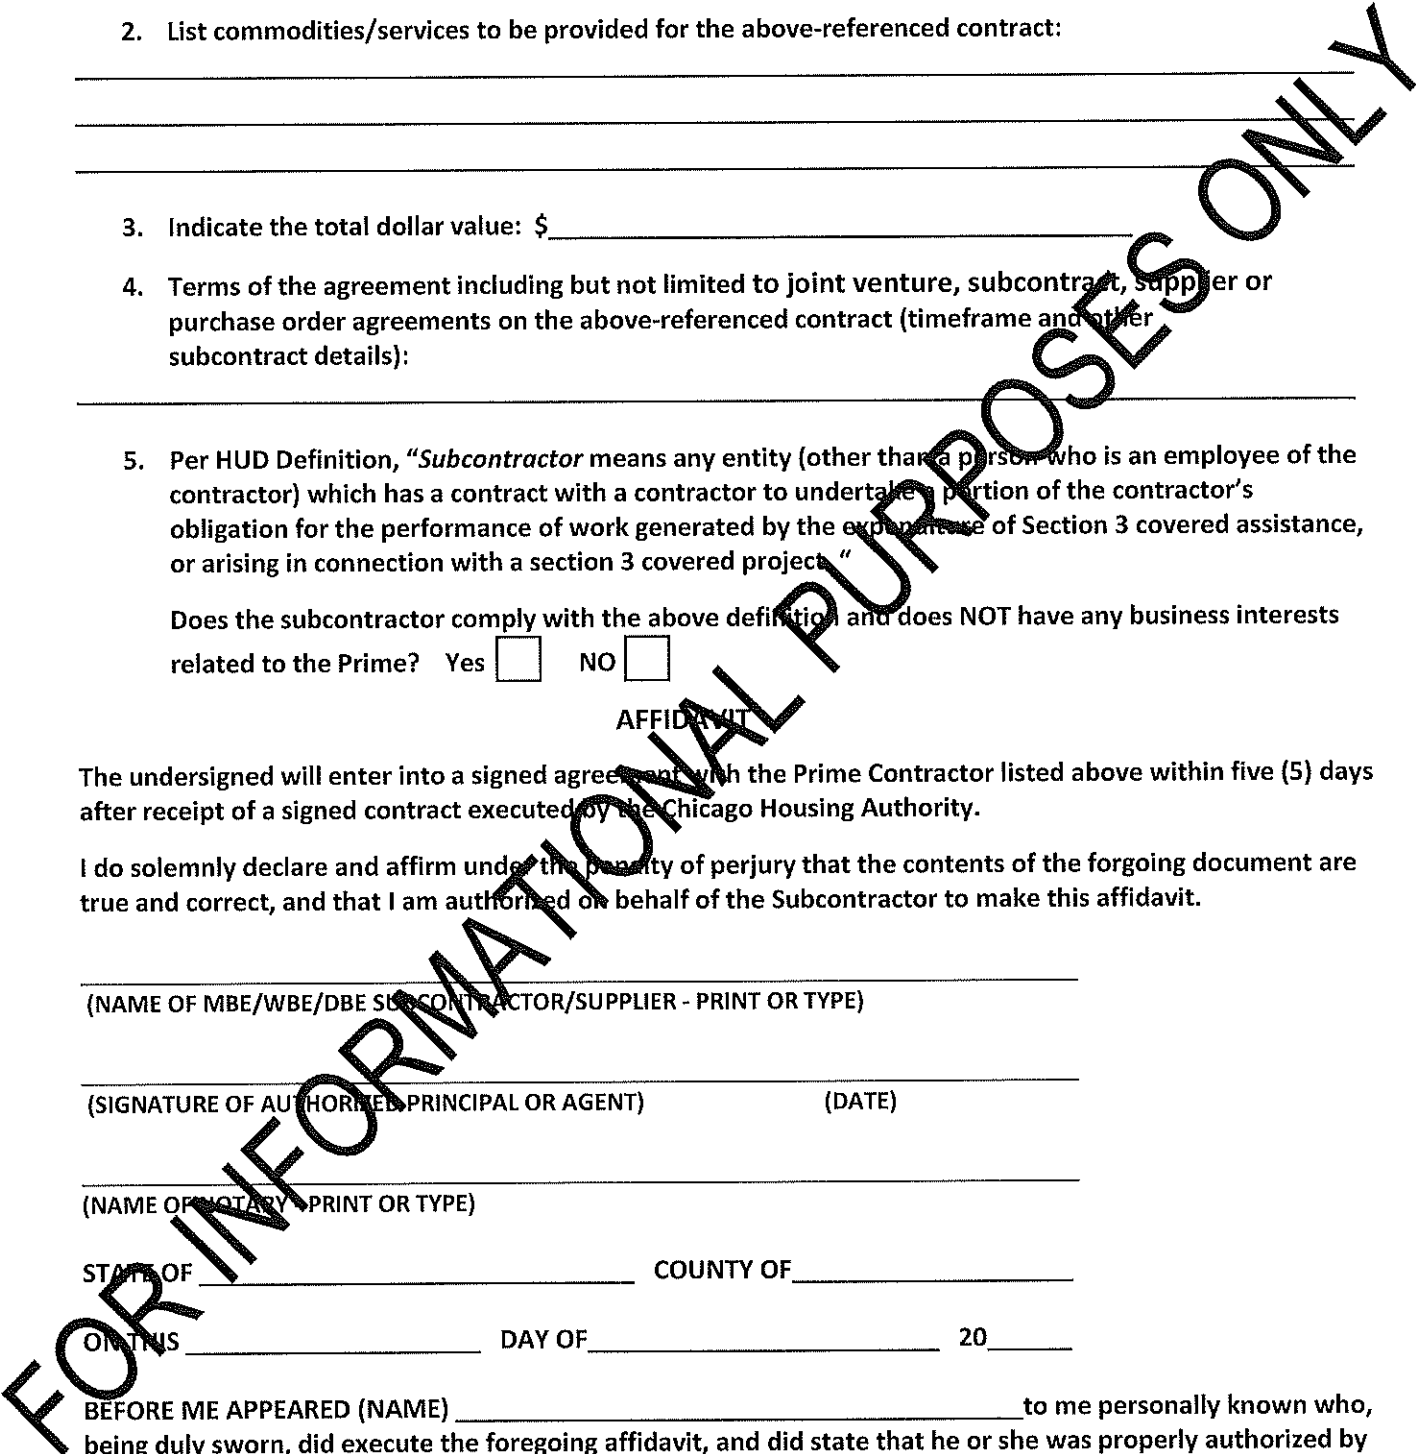 2. List commodities/services to be provided for the above-referenced contract:
3. Indicate the total dollar value: $
4. Terms of the agreement including but not limited to joint venture, subcontract, supplier or
purchase order agreements on the above-referenced contract (timeframe and other
subcontract details):
5. Per HUD Definition, “Subcontractor means any entity (other than a person who is an employee of the
contractor) which has a contract with a contractor to undertake a portion of the contractor’s
obligation for the performance of work generated by the expenditure of Section 3 covered assistance,
or arising in connection with a section 3 covered project. “
Does the subcontractor comply with the above definition and does NOT have any business interests
related to the Prime? Yes NO
AFFIDAVIT
The undersigned will enter into a signed agreement with the Prime Contractor listed above within five (5) days
after receipt of a signed contract executed by the Chicago Housing Authority.
I do solemnly declare and affirm under the penalty of perjury that the contents of the forgoing document are
true and correct, and that I am authorized on behalf of the Subcontractor to make this affidavit.
(NAME OF MBE/WBE/DBE SUBCONTRACTOR/SUPPLIER - PRINT OR TYPE)
(SIGNATURE OF AUTHORIZED PRINCIPAL OR AGENT) (DATE)
(NAME OF NOTARY - PRINT OR TYPE)
STATE OF COUNTY OF
ON THIS DAY OF 20
BEFORE ME APPEARED (NAME) to me personally known who,
being duly sworn, did execute the foregoing affidavit, and did state that he or she was properly authorized by
FOR INFORMATIONAL PURPOSES ONLY